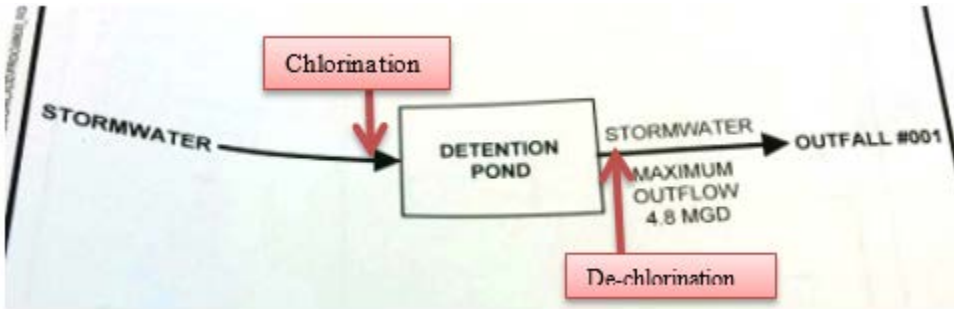 Chlorination
STORMWATER
DETENTION
POND
STORMWATER
OUTFALL #001
MAXIMUM
OUTFLOW
4.8 MGD
De-chlorination